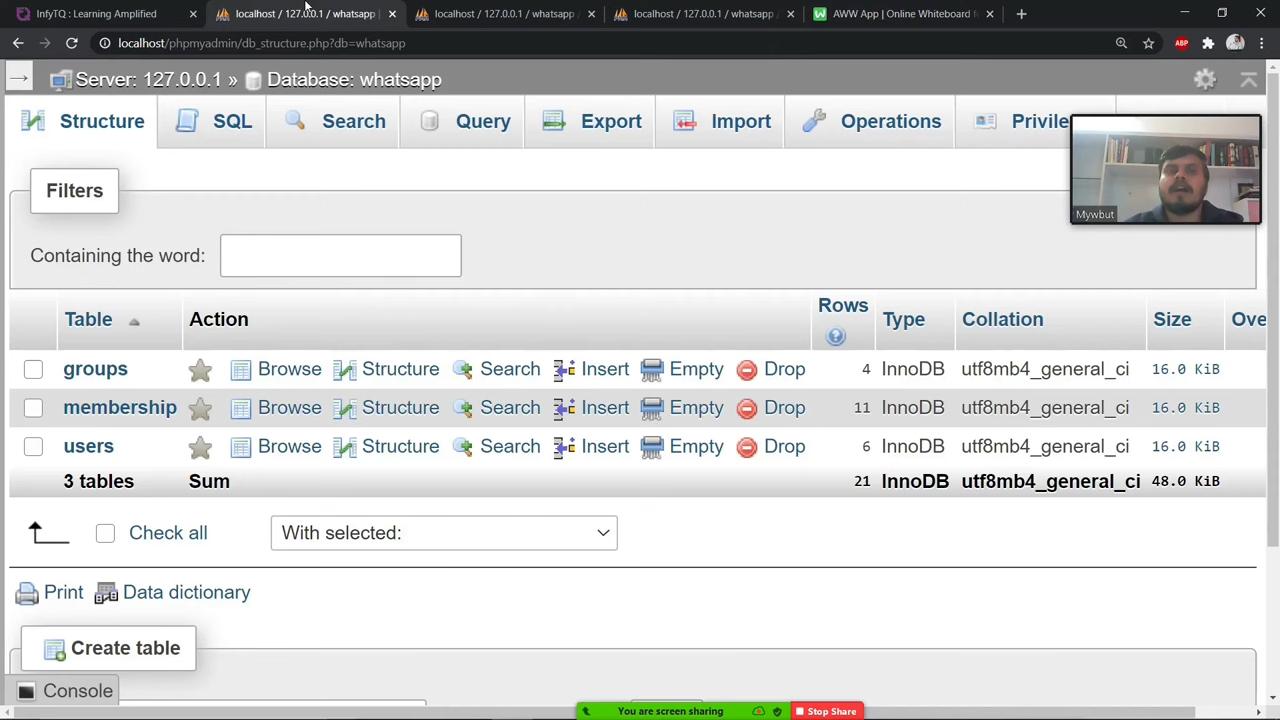 InfyTQ : Learning Amplified
localhost / 127.0.0.1 / whatsapp |
localhost / 127.0.0.1 / whatsapp
localhost / 127.0.0.1 / whatsapp /
AWW App | Online Whiteboard f
localhost/phpmyadmin/db_structure.php?db=whatsapp
ABP
Server: 127.0.0.1 » Database: whatsapp
Structure SQL Search Query Export Import Operations Privile
Filters
Mywbut
Containing the word:
Table Action Rows Type Collation Size Ove
groups Browse Structure Search Insert Empty Drop 4 InnoDB utf8mb4_general_ci 16.0 KiB
membership Browse Structure Search Insert Empty Drop 11 InnoDB utf8mb4_general_ci 16.0 KiB
users Browse Structure Search Insert Empty Drop 6 InnoDB utf8mb4_general_ci 16.0 KiB
3 tables Sum 21 InnoDB utf8mb4_general_ci 48.0 KiB
Check all With selected:
Print Data dictionary
Create table
Console
You are screen sharing Stop Share